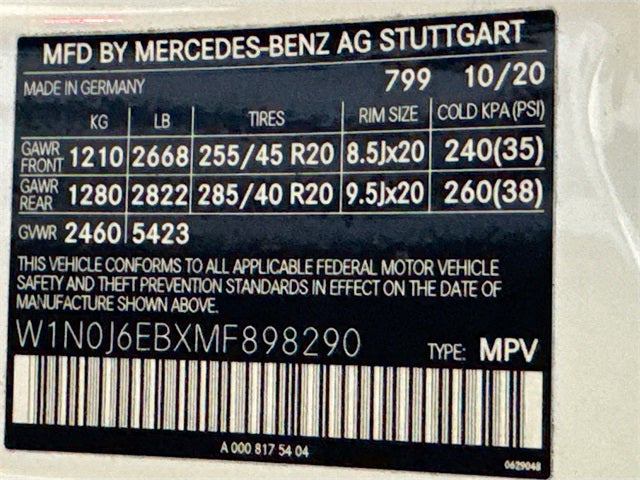 MFD BY MERCEDES-BENZ AG STUTTGART
MADE IN GERMANY 799 10/20
KG LB TIRES RIM SIZE COLD KPA (PSI)
GAWR FRONT 1210 2668 255/45 R20 8.5Jx20 240(35)
GAWR REAR 1280 2822 285/40 R20 9.5Jx20 260(38)
GVWR 2460 5423
THIS VEHICLE CONFORMS TO ALL APPLICABLE FEDERAL MOTOR VEHICLE
SAFETY AND THEFT PREVENTION STANDARDS IN EFFECT ON THE DATE OF
MANUFACTURE SHOWN ABOVE.
W1N0J6EBXMF898290 TYPE: MPV
A 000 817 54 04
0629048